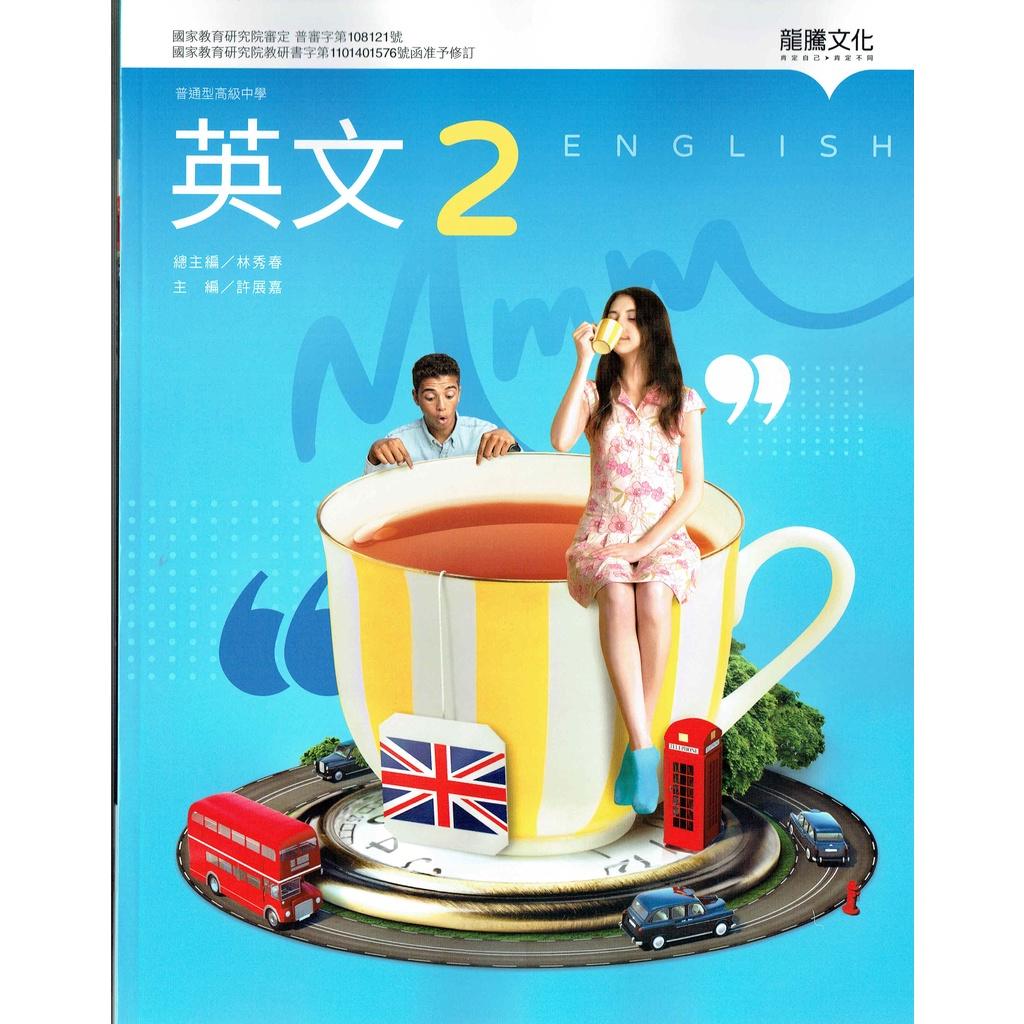 國家教育研究院審定 普審字第108121號
國家教育研究院教研書字第1101401576號函准予修訂
龍騰文化
肯定自己➤肯定不同
普通型高級中學
英文2
ENGLISH
總主編／林秀春
主　編／許展嘉
Mmm
TELEPHONE